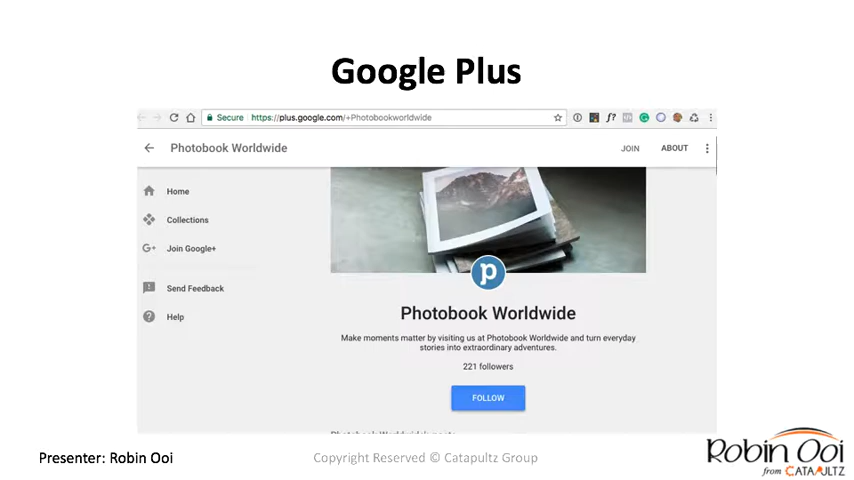 Google Plus
Secure https://plus.google.com/+Photobookworldwide
Photobook Worldwide
JOIN
ABOUT
Home
Collections
G+ Join Google+
Send Feedback
Help
p
Photobook Worldwide
Make moments matter by visiting us at Photobook Worldwide and turn everyday
stories into extraordinary adventures.
221 followers
FOLLOW
Presenter: Robin Ooi
Copyright Reserved © Catapultz Group
Robin Ooi
from CATAPULTZ